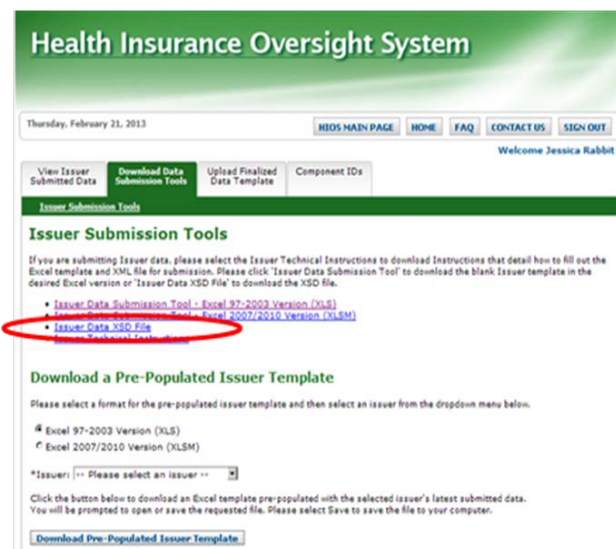 Health Insurance Oversight System
Thursday, February 21, 2013
HIOS MAIN PAGE HOME FAQ CONTACT US SIGN OUT
Welcome Jessica Rabbit
View Issuer Submitted Data
Download Data Submission Tools
Upload Finalized Data Template
Component IDs
Issuer Submission Tools
Issuer Submission Tools
If you are submitting Issuer data, please select the Issuer Technical Instructions to download Instructions that detail how to fill out the
Excel template and XML file for submission. Please click 'Issuer Data Submission Tool' to download the blank Issuer template in the
desired Excel version or 'Issuer Data XSD File' to download the XSD file.
• Issuer Data Submission Tool - Excel 97-2003 Version (XLS)
• Issuer Data Submission Tool - Excel 2007/2010 Version (XLSM)
• Issuer Data XSD File
• Issuer Technical Instructions
Download a Pre-Populated Issuer Template
Please select a format for the pre-populated issuer template and then select an issuer from the dropdown menu below.
Excel 97-2003 Version (XLS)
Excel 2007/2010 Version (XLSM)
*Issuer: -- Please select an issuer --
Click the button below to download an Excel template pre-populated with the selected issuer's latest submitted data.
You will be prompted to open or save the requested file. Please select Save to save the file to your computer.
Download Pre-Populated Issuer Template